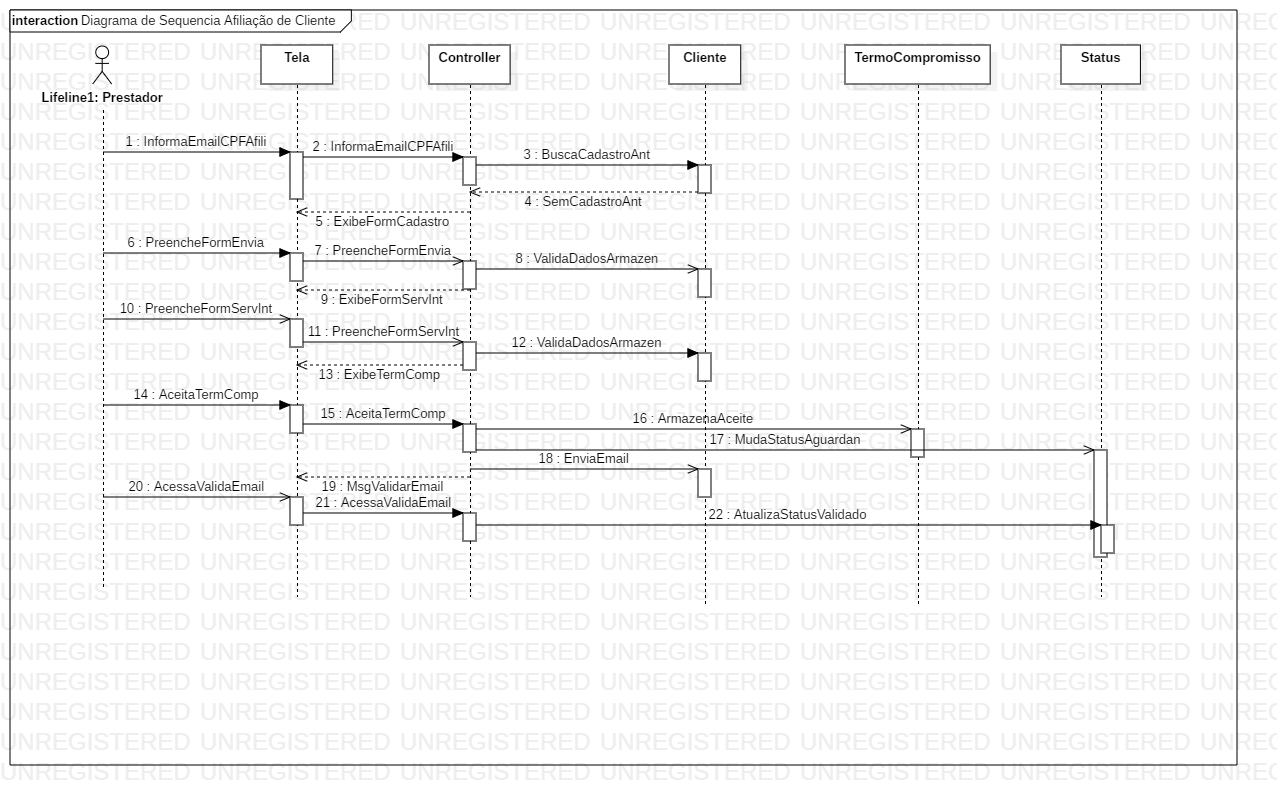 interaction Diagrama de Sequencia Afiliação de Cliente
Tela
Controller
Cliente
TermoCompromisso
Status
Lifeline1: Prestador
1 : InformaEmailCPFAfili
2 : InformaEmailCPFAfili
3 : BuscaCadastroAnt
4 : SemCadastroAnt
5 : ExibeFormCadastro
6 : PreencheFormEnvia
7 : PreencheFormEnvia
8 : ValidaDadosArmazen
9 : ExibeFormServInt
10 : PreencheFormServInt
11 : PreencheFormServInt
12 : ValidaDadosArmazen
13 : ExibeTermComp
14 : AceitaTermComp
15 : AceitaTermComp
16 : ArmazenaAceite
17 : MudaStatusAguardan
18 : EnviaEmail
19 : MsgValidarEmail
20 : AcessaValidaEmail
21 : AcessaValidaEmail
22 : AtualizaStatusValidado
UNREGISTERED UNREGISTERED UNREGISTERED UNREGISTERED UNREGISTERED UNREGISTERED